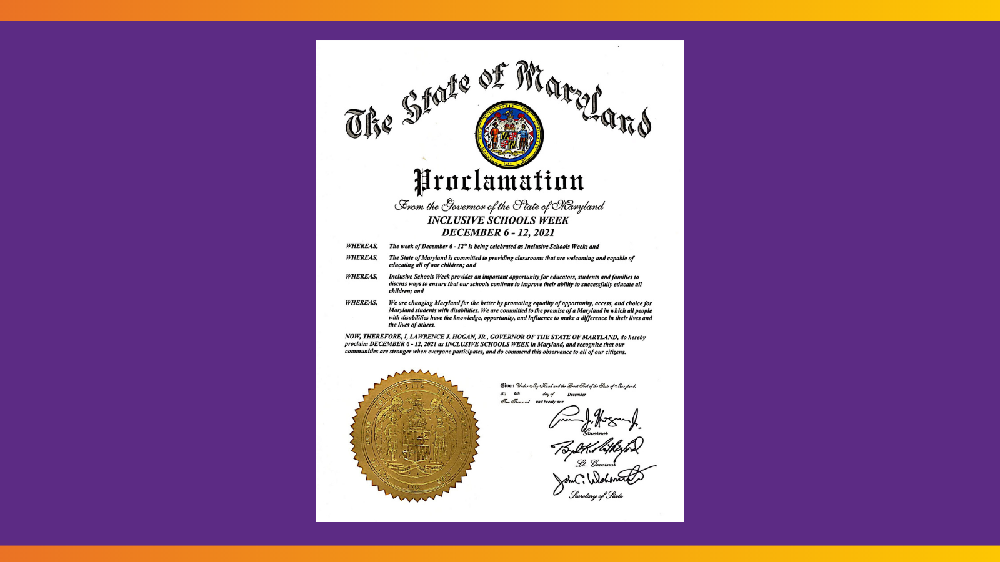 The State of Maryland
Proclamation
From the Governor of the State of Maryland
INCLUSIVE SCHOOLS WEEK
DECEMBER 6 - 12, 2021
WHEREAS, The week of December 6 - 12th is being celebrated as Inclusive Schools Week; and
WHEREAS, The State of Maryland is committed to providing classrooms that are welcoming and capable of
educating all of our children; and
WHEREAS, Inclusive Schools Week provides an important opportunity for educators, students and families to
discuss ways to ensure that our schools continue to improve their ability to successfully educate all
children; and
WHEREAS, We are changing Maryland for the better by promoting equality of opportunity, access, and choice for
Maryland students with disabilities. We are committed to the promise of a Maryland in which all people
with disabilities have the knowledge, opportunity, and influence to make a difference in their lives and
the lives of others.
NOW, THEREFORE, I, LAWRENCE J. HOGAN, JR., GOVERNOR OF THE STATE OF MARYLAND, do hereby
proclaim DECEMBER 6 - 12, 2021 as INCLUSIVE SCHOOLS WEEK in Maryland, and recognize that our
communities are stronger when everyone participates, and do commend this observance to all of our citizens.
Given Under My Hand and the Great Seal of the State of Maryland,
this 6th day of December
Two Thousand and twenty-one
Governor
Lt. Governor
Secretary of State